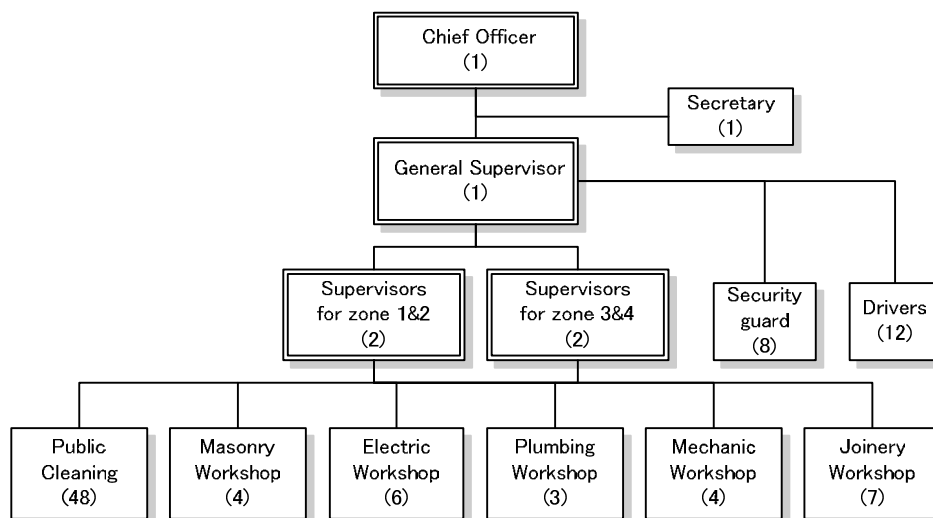 Chief Officer
(1)
Secretary
(1)
General Supervisor
(1)
Supervisors
for zone 1&2
(2)
Supervisors
for zone 3&4
(2)
Security
guard
(8)
Drivers
(12)
Public
Cleaning
(48)
Masonry
Workshop
(4)
Electric
Workshop
(6)
Plumbing
Workshop
(3)
Mechanic
Workshop
(4)
Joinery
Workshop
(7)